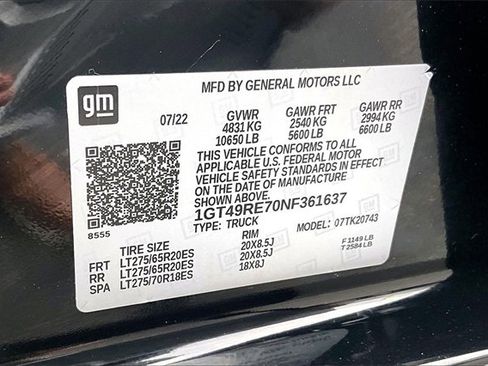 MFD BY GENERAL MOTORS LLC
gm
07/22 GVWR GAWR FRT GAWR RR
4831 KG 2540 KG 2994 KG
10650 LB 5600 LB 6600 LB
THIS VEHICLE CONFORMS TO ALL
APPLICABLE U.S. FEDERAL MOTOR
VEHICLE SAFETY STANDARDS IN EFFECT
ON THE DATE OF MANUFACTURE SHOWN ABOVE.
1GT49RE70NF361637
8555 TYPE: TRUCK MODEL: 07TK20743
TIRE SIZE RIM F 1149 LB
FRT LT275/65R20ES 20X8.5J T 2584 LB
RR LT275/65R20ES 20X8.5J
SPA LT275/70R18ES 18X8J